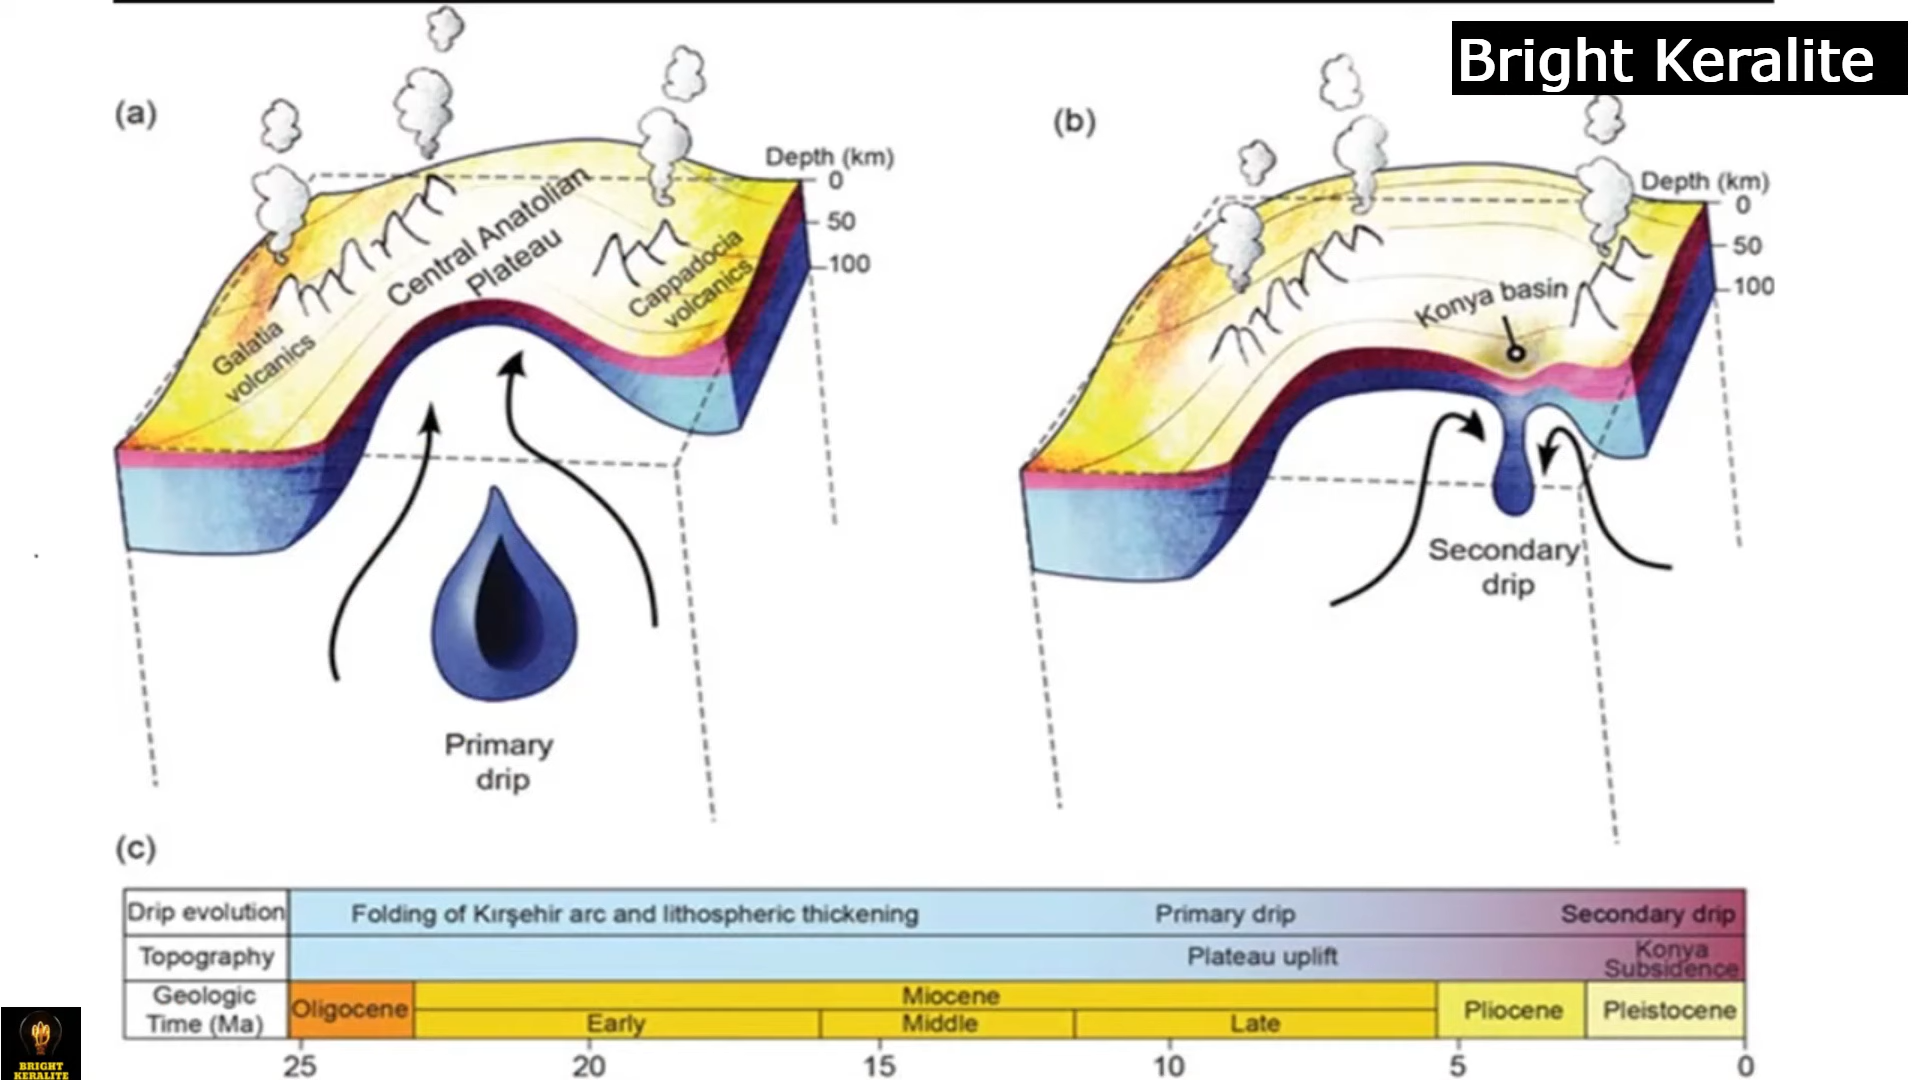 Bright Keralite
(a)
Depth (km)
0
50
100
Central Anatolian
Plateau
Cappadocia
volcanics
Galatia
volcanics
Primary
drip
(b)
Depth (km)
0
50
100
Konya basin
Secondary
drip
(c)
Drip evolution
Folding of Kırşehir arc and lithospheric thickening
Primary drip
Secondary drip
Topography
Plateau uplift
Konya
Subsidence
Geologic
Time (Ma)
Oligocene
Miocene
Early
Middle
Late
Pliocene
Pleistocene
25
20
15
10
5
0
BRIGHT
KERALITE